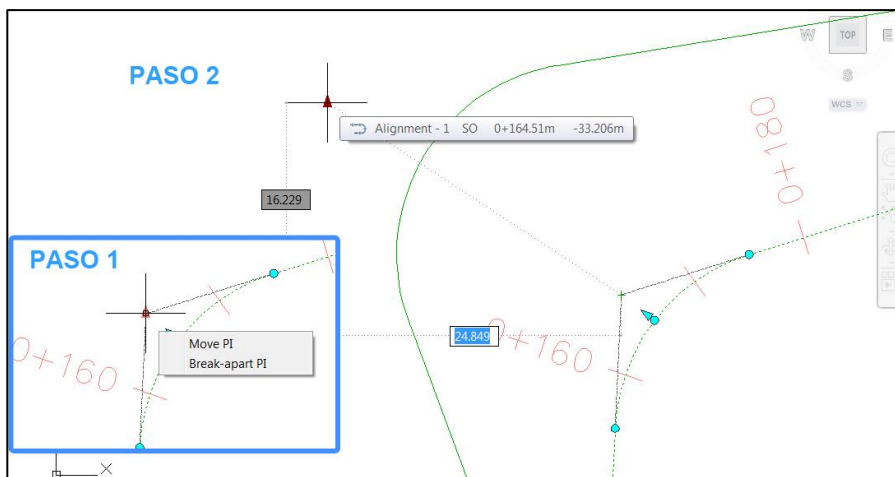 PASO 2
W
TOP
E
S
WCS
Alignment - 1 SO 0+164.51m -33.206m
0+180
16.229
PASO 1
Move PI
Break-apart PI
0+160
24.849
0+160
X